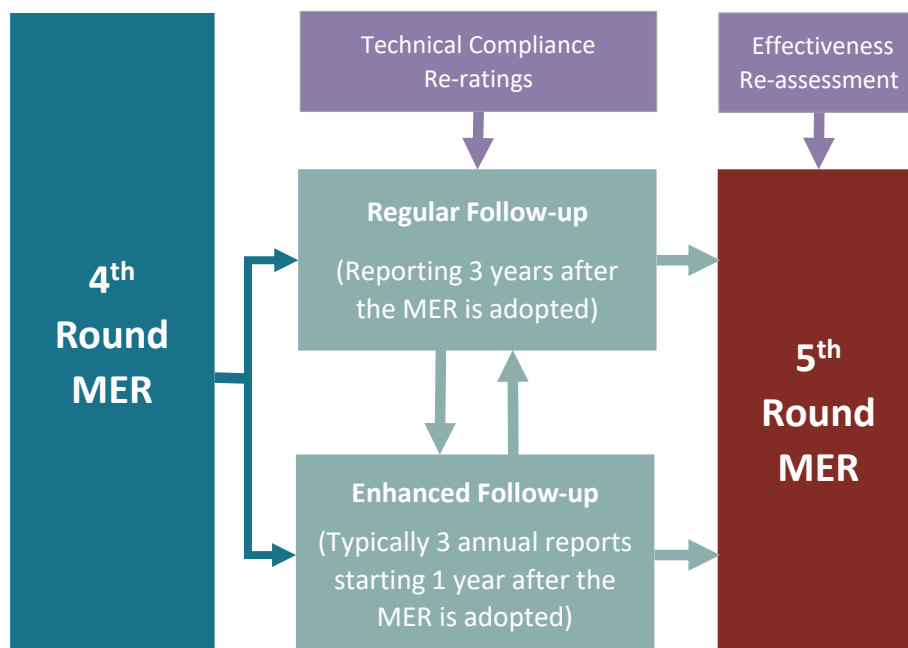 Technical Compliance
Re-ratings
Effectiveness
Re-assessment
4th
Round
MER
Regular Follow-up
(Reporting 3 years after
the MER is adopted)
Enhanced Follow-up
(Typically 3 annual reports
starting 1 year after the
MER is adopted)
5th
Round
MER